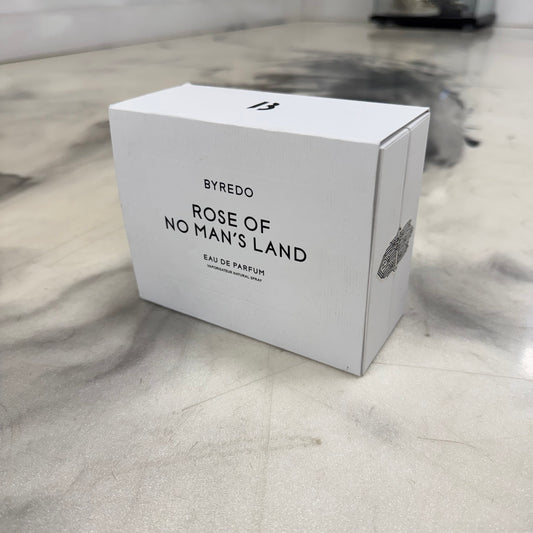 B
BYREDO
ROSE OF
NO MAN'S LAND
EAU DE PARFUM
VAPORISATEUR NATURAL SPRAY